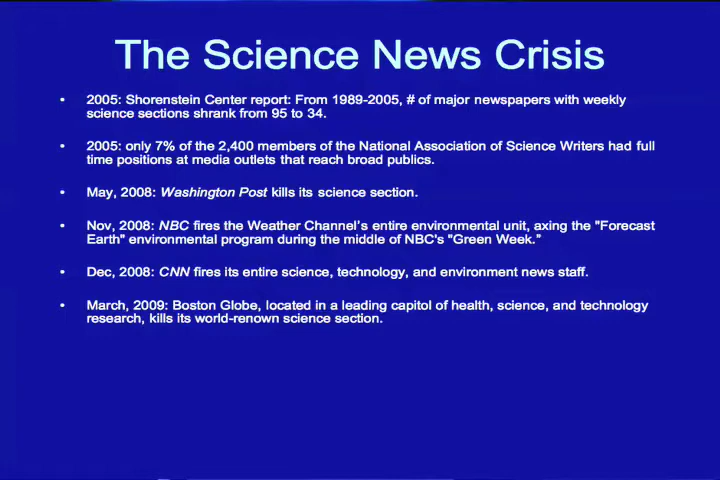 The Science News Crisis
• 2005: Shorenstein Center report: From 1989-2005, # of major newspapers with weekly
science sections shrank from 95 to 34.
• 2005: only 7% of the 2,400 members of the National Association of Science Writers had full
time positions at media outlets that reach broad publics.
• May, 2008: Washington Post kills its science section.
• Nov, 2008: NBC fires the Weather Channel's entire environmental unit, axing the "Forecast
Earth" environmental program during the middle of NBC's "Green Week.”
• Dec, 2008: CNN fires its entire science, technology, and environment news staff.
• March, 2009: Boston Globe, located in a leading capitol of health, science, and technology
research, kills its world-renown science section.